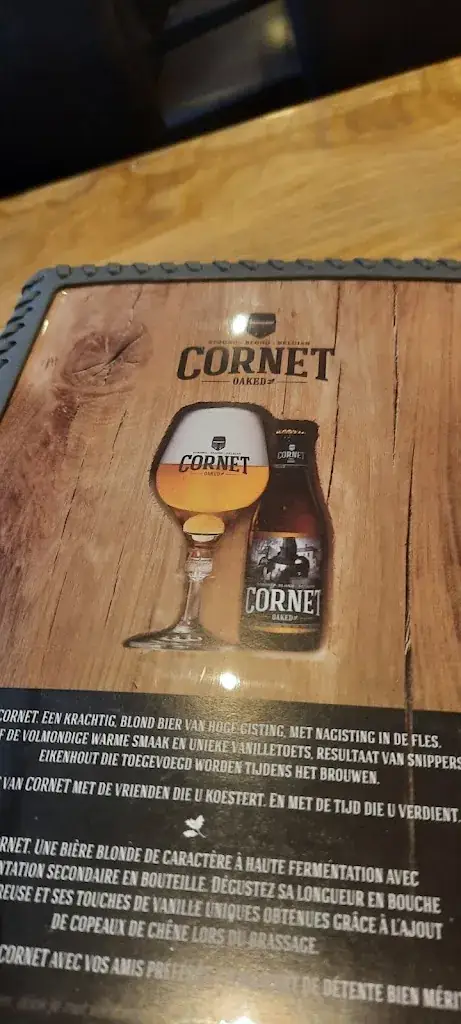 STRONG - BLOND - BELGIAN
CORNET
OAKED
CORNET
OAKED
CORNET
CORNET
OAKED
CORNET. EEN KRACHTIG, BLOND BIER VAN HOGE GISTING, MET NAGISTING IN DE FLES.
DE VOLMONDIGE WARME SMAAK EN UNIEKE VANILLETOETS, RESULTAAT VAN SNIPPERS
EIKENHOUT DIE TOEGEVOEGD WORDEN TIJDENS HET BROUWEN.
VAN CORNET MET DE VRIENDEN DIE U KOESTERT. EN MET DE TIJD DIE U VERDIENT.
RNET. UNE BIÈRE BLONDE DE CARACTÈRE À HAUTE FERMENTATION AVEC
NTATION SECONDAIRE EN BOUTEILLE. DÉGUSTEZ SA LONGUEUR EN BOUCHE
REUSE ET SES TOUCHES DE VANILLE UNIQUES OBTENUES GRÂCE À L'AJOUT
DE COPEAUX DE CHÊNE LORS DU BRASSAGE.
CORNET AVEC VOS AMIS DE DÉTENTE BIEN MÉRIT